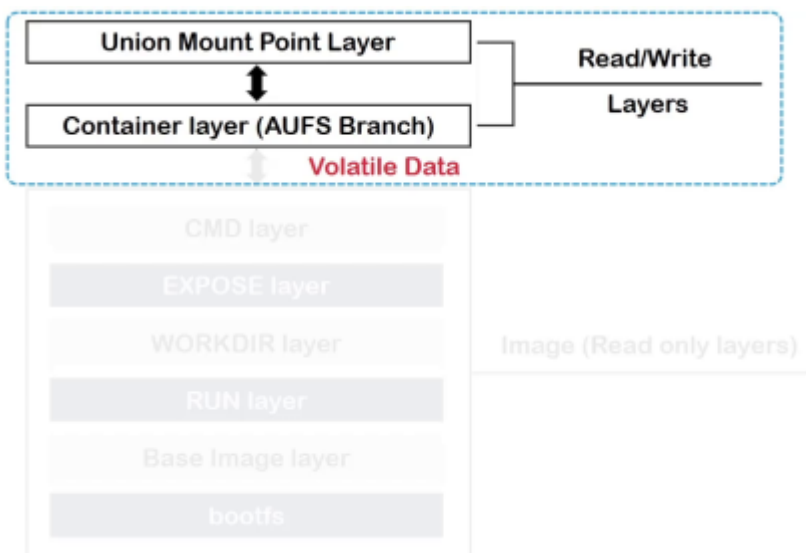 Union Mount Point Layer
Read/Write
Layers
Container layer (AUFS Branch)
Volatile Data
CMD layer
EXPOSE layer
WORKDIR layer
Image (Read only layers)
RUN layer
Base Image layer
bootfs